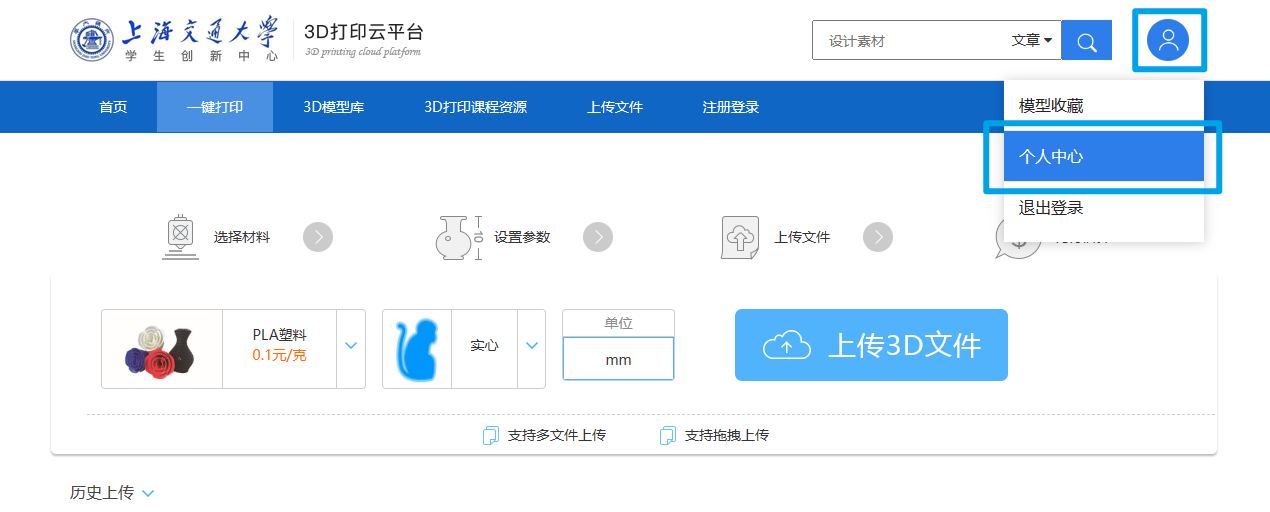 上海交通大学
学生创新中心
3D打印云平台
3D printing cloud platform
设计素材
文章
首页
一键打印
3D模型库
3D打印课程资源
上传文件
注册登录
模型收藏
个人中心
退出登录
选择材料
设置参数
10
上传文件
PLA塑料
0.1元/克
实心
单位
mm
上传3D文件
支持多文件上传
支持拖拽上传
历史上传